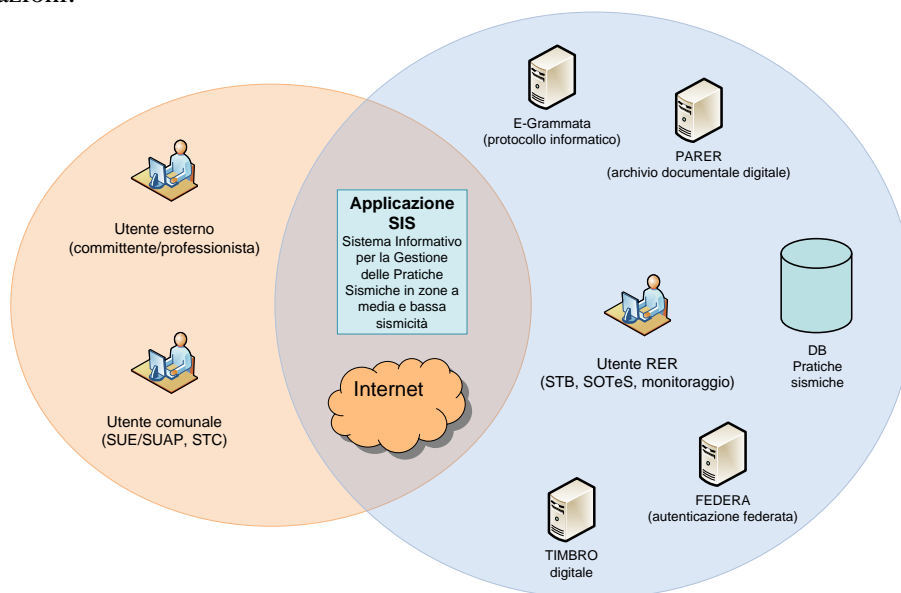 E-Grammata
(protocollo informatico)
PARER
(archivio documentale digitale)
Utente esterno
(committente/professionista)
Applicazione
SIS
Sistema Informativo
per la Gestione
delle Pratiche
Sismiche in zone a
media e bassa
sismicità
Utente RER
(STB, SOTeS, monitoraggio)
DB
Pratiche
sismiche
Internet
Utente comunale
(SUE/SUAP, STC)
FEDERA
(autenticazione federata)
TIMBRO
digitale